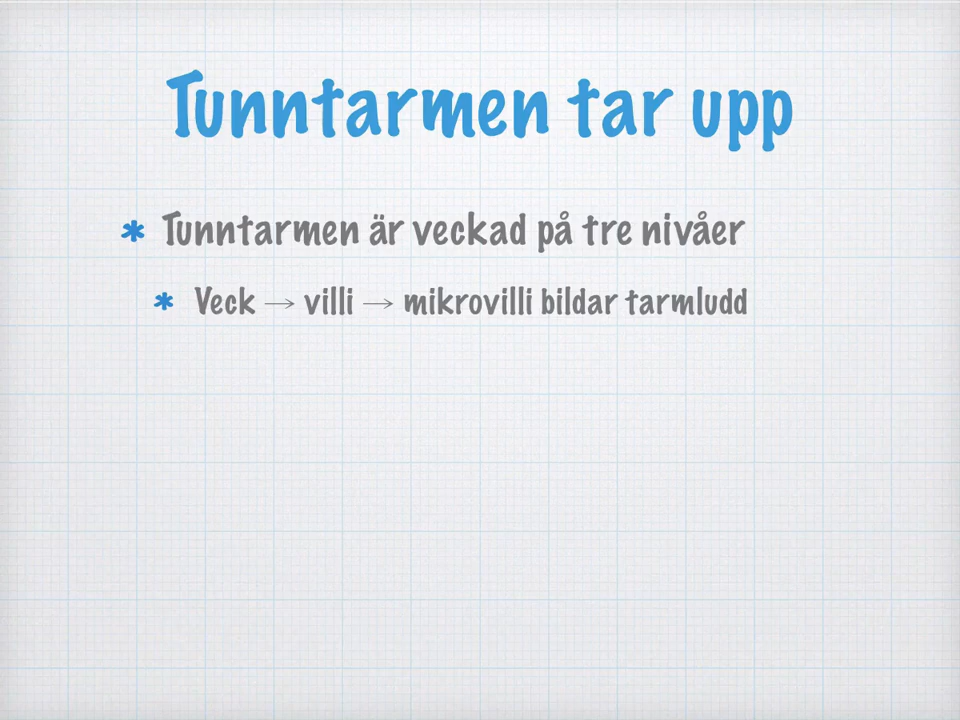 Tunntarmen tar upp
* Tunntarmen är veckad på tre nivåer
* Veck → villi → mikrovilli bildar tarmludd